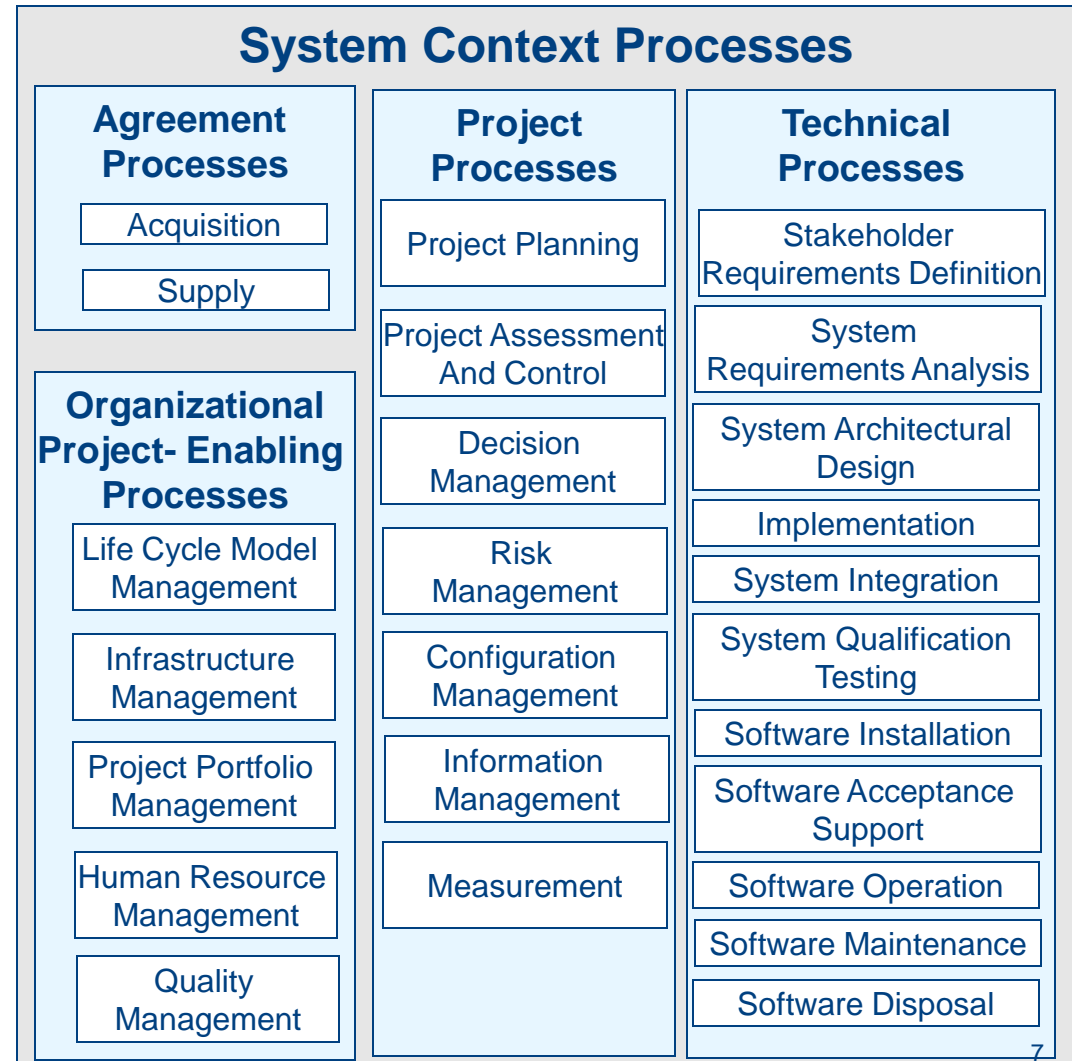 System Context Processes
Agreement
Processes
Acquisition
Supply
Organizational
Project- Enabling
Processes
Life Cycle Model
Management
Infrastructure
Management
Project Portfolio
Management
Human Resource
Management
Quality
Management
Project
Processes
Project Planning
Project Assessment
And Control
Decision
Management
Risk
Management
Configuration
Management
Information
Management
Measurement
Technical
Processes
Stakeholder
Requirements Definition
System
Requirements Analysis
System Architectural
Design
Implementation
System Integration
System Qualification
Testing
Software Installation
Software Acceptance
Support
Software Operation
Software Maintenance
Software Disposal
7